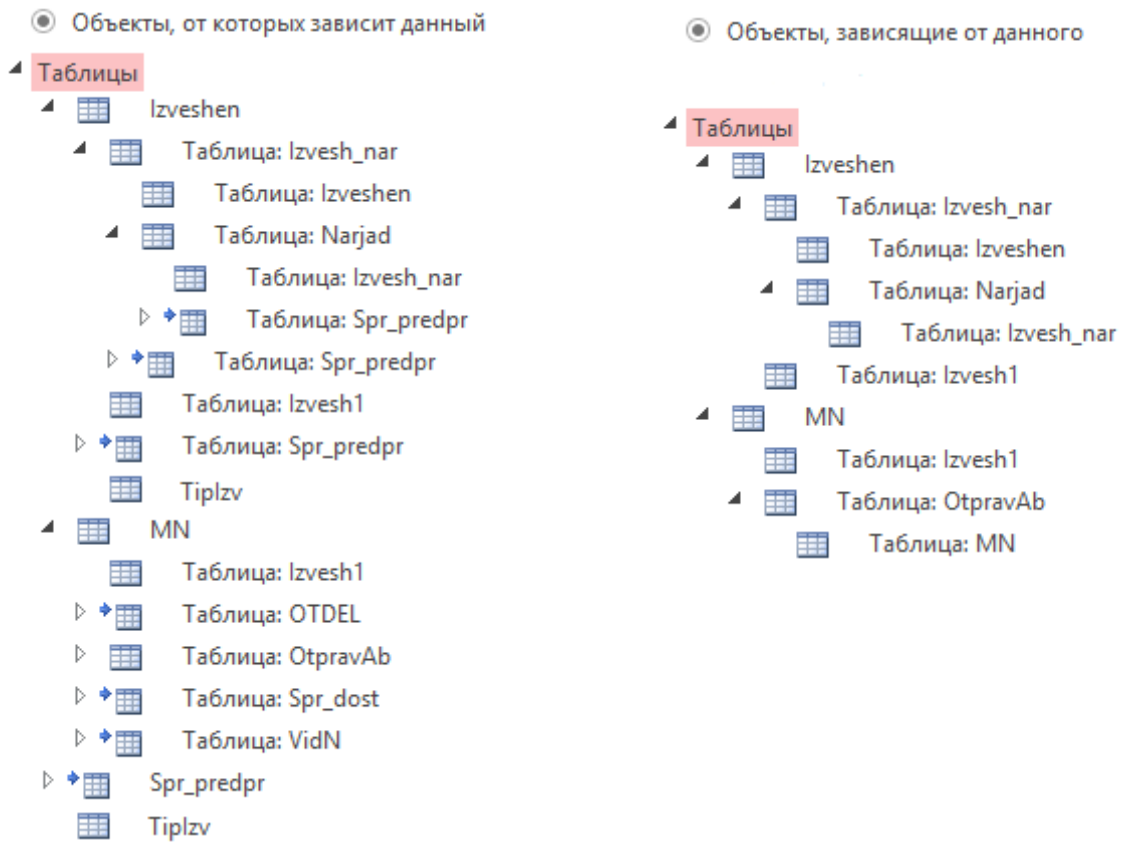 Объекты, от которых зависит данный
Таблицы
Izveshen
Таблица: Izvesh_nar
Таблица: Izveshen
Таблица: Narjad
Таблица: Izvesh_nar
Таблица: Spr_predpr
Таблица: Spr_predpr
Таблица: Izvesh1
Таблица: Spr_predpr
TipIzv
MN
Таблица: Izvesh1
Таблица: OTDEL
Таблица: OtpravAb
Таблица: Spr_dost
Таблица: VidN
Spr_predpr
TipIzv
Объекты, зависящие от данного
Таблицы
Izveshen
Таблица: Izvesh_nar
Таблица: Izveshen
Таблица: Narjad
Таблица: Izvesh_nar
Таблица: Izvesh1
MN
Таблица: Izvesh1
Таблица: OtpravAb
Таблица: MN